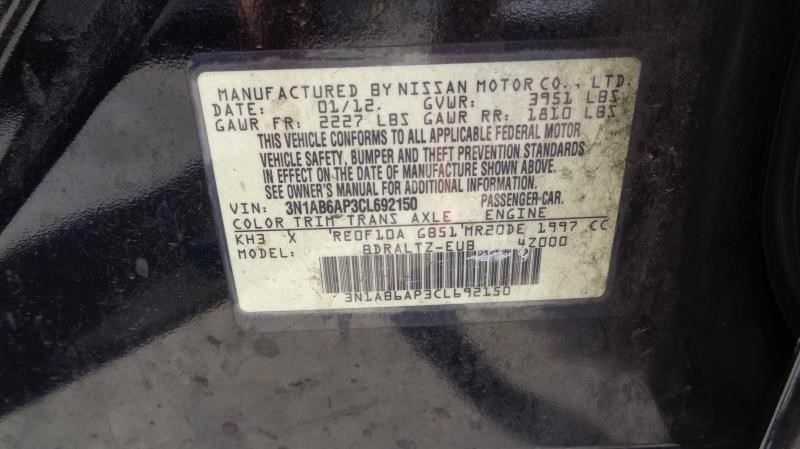 MANUFACTURED BY NISSAN MOTOR CO., LTD.
DATE: 01/12. GVWR: 3951 LBS
GAWR FR: 2227 LBS GAWR RR: 1810 LBS
THIS VEHICLE CONFORMS TO ALL APPLICABLE FEDERAL MOTOR
VEHICLE SAFETY, BUMPER AND THEFT PREVENTION STANDARDS
IN EFFECT ON THE DATE OF MANUFACTURE SHOWN ABOVE.
SEE OWNER'S MANUAL FOR ADDITIONAL INFORMATION.
VIN: 3N1AB6AP3CL692150 PASSENGER CAR.
COLOR TRIM TRANS AXLE ENGINE
KH3 X RE0F10A GB51 MR20DE 1997 CC
MODEL: BDRALTZ-EUB 4Z000
3N1AB6AP3CL692150